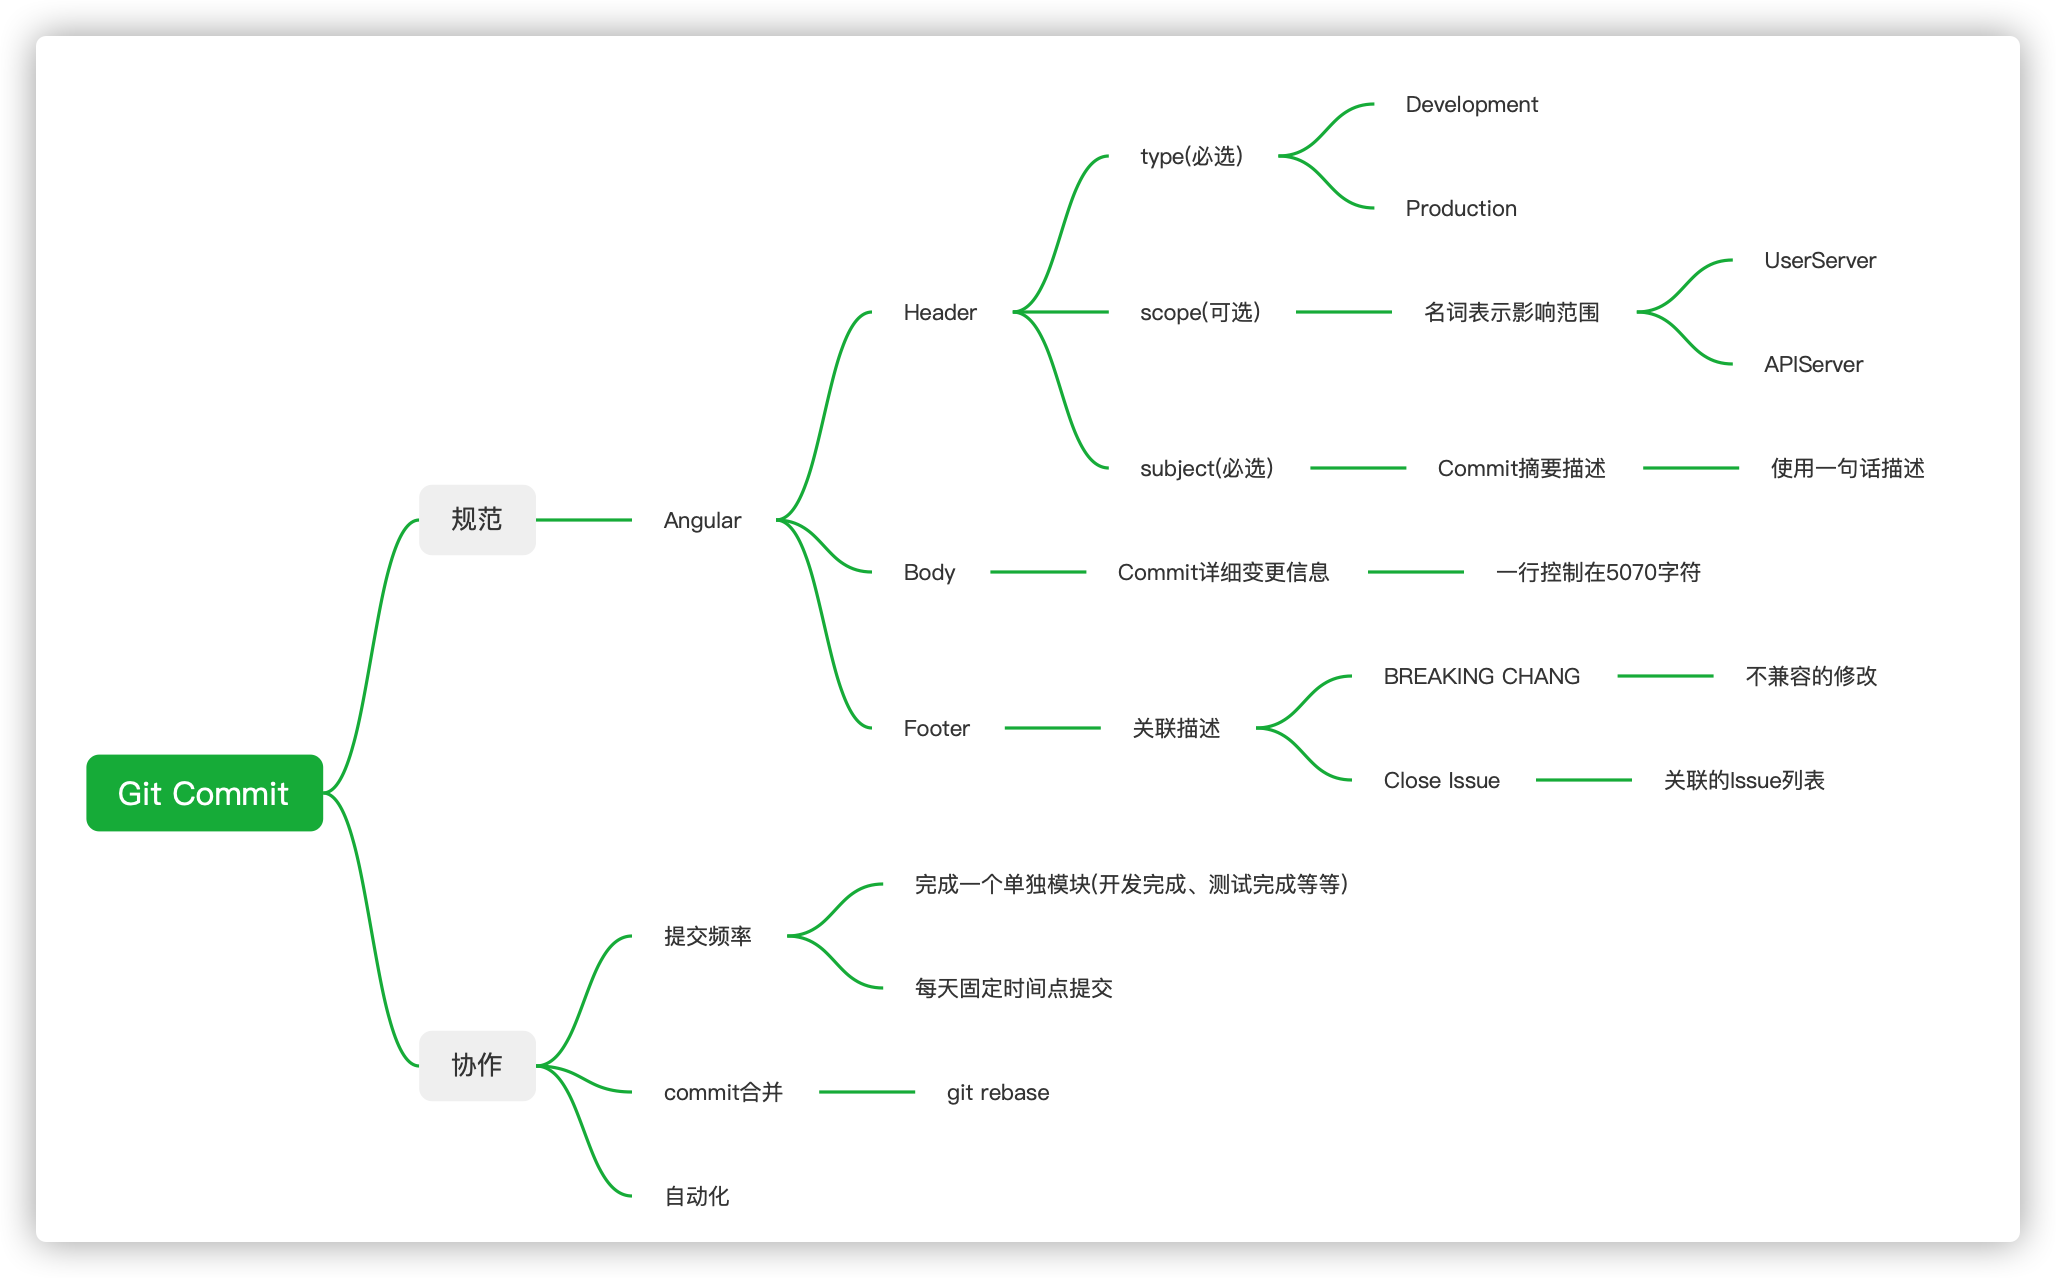 Git Commit
规范
Angular
Header
type(必选)
Development
Production
scope(可选)
名词表示影响范围
UserServer
APIServer
subject(必选)
Commit摘要描述
使用一句话描述
Body
Commit详细变更信息
一行控制在5070字符
Footer
关联描述
BREAKING CHANG
不兼容的修改
Close Issue
关联的Issue列表
协作
提交频率
完成一个单独模块(开发完成、测试完成等等)
每天固定时间点提交
commit合并
git rebase
自动化